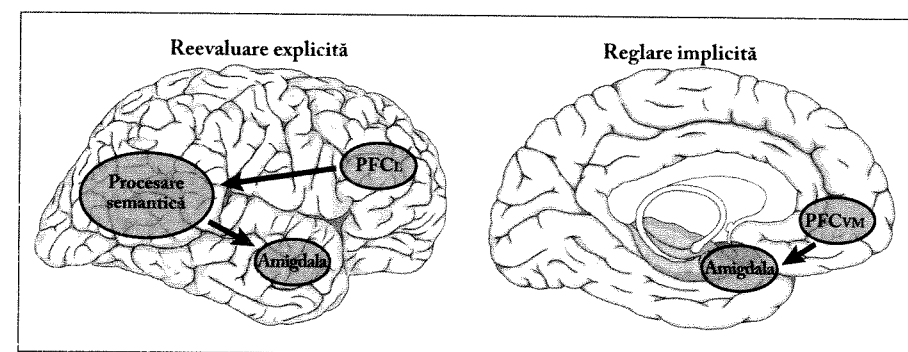 Reevaluare explicită
PFCL
Procesare
semantică
Amigdala
Reglare implicită
PFCVM
Amigdala